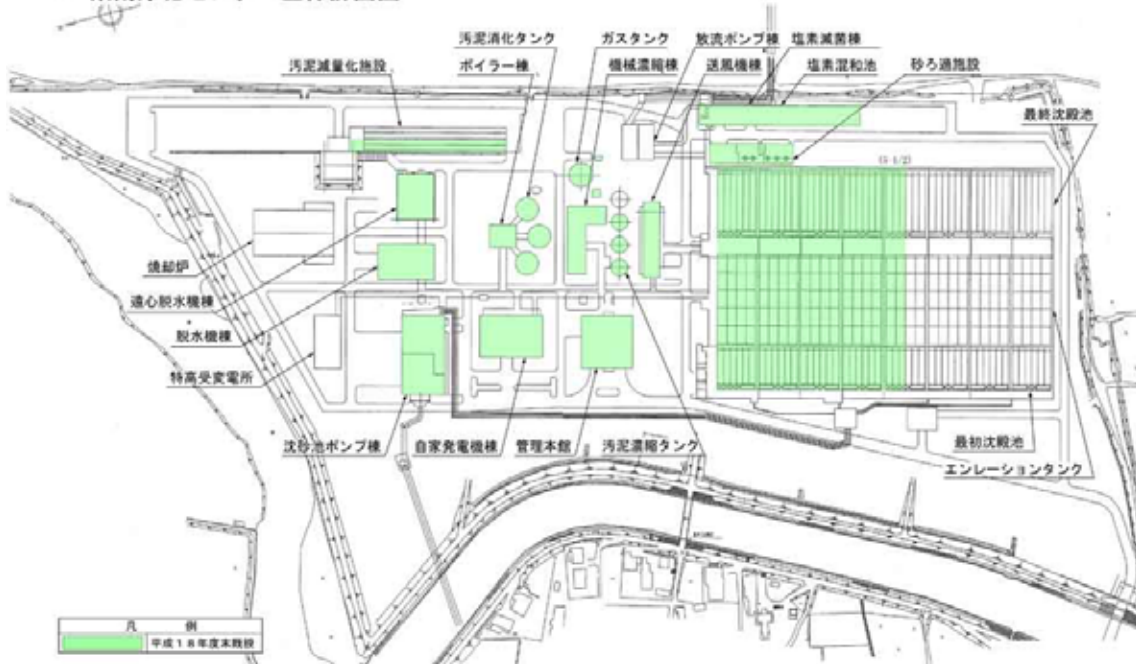 汚泥消化タンク
ガスタンク
放流ポンプ棟
塩素滅菌棟
汚泥減量化施設
ボイラー棟
機械濃縮棟
送風機棟
塩素混和池
砂ろ過施設
最終沈殿池
(S-1/2)
焼却炉
遠心脱水機棟
脱水機棟
特高受変電所
沈砂池ポンプ棟
自家発電機棟
管理本館
汚泥濃縮タンク
最初沈殿池
エンレーションタンク
凡 例
平成18年度末既設